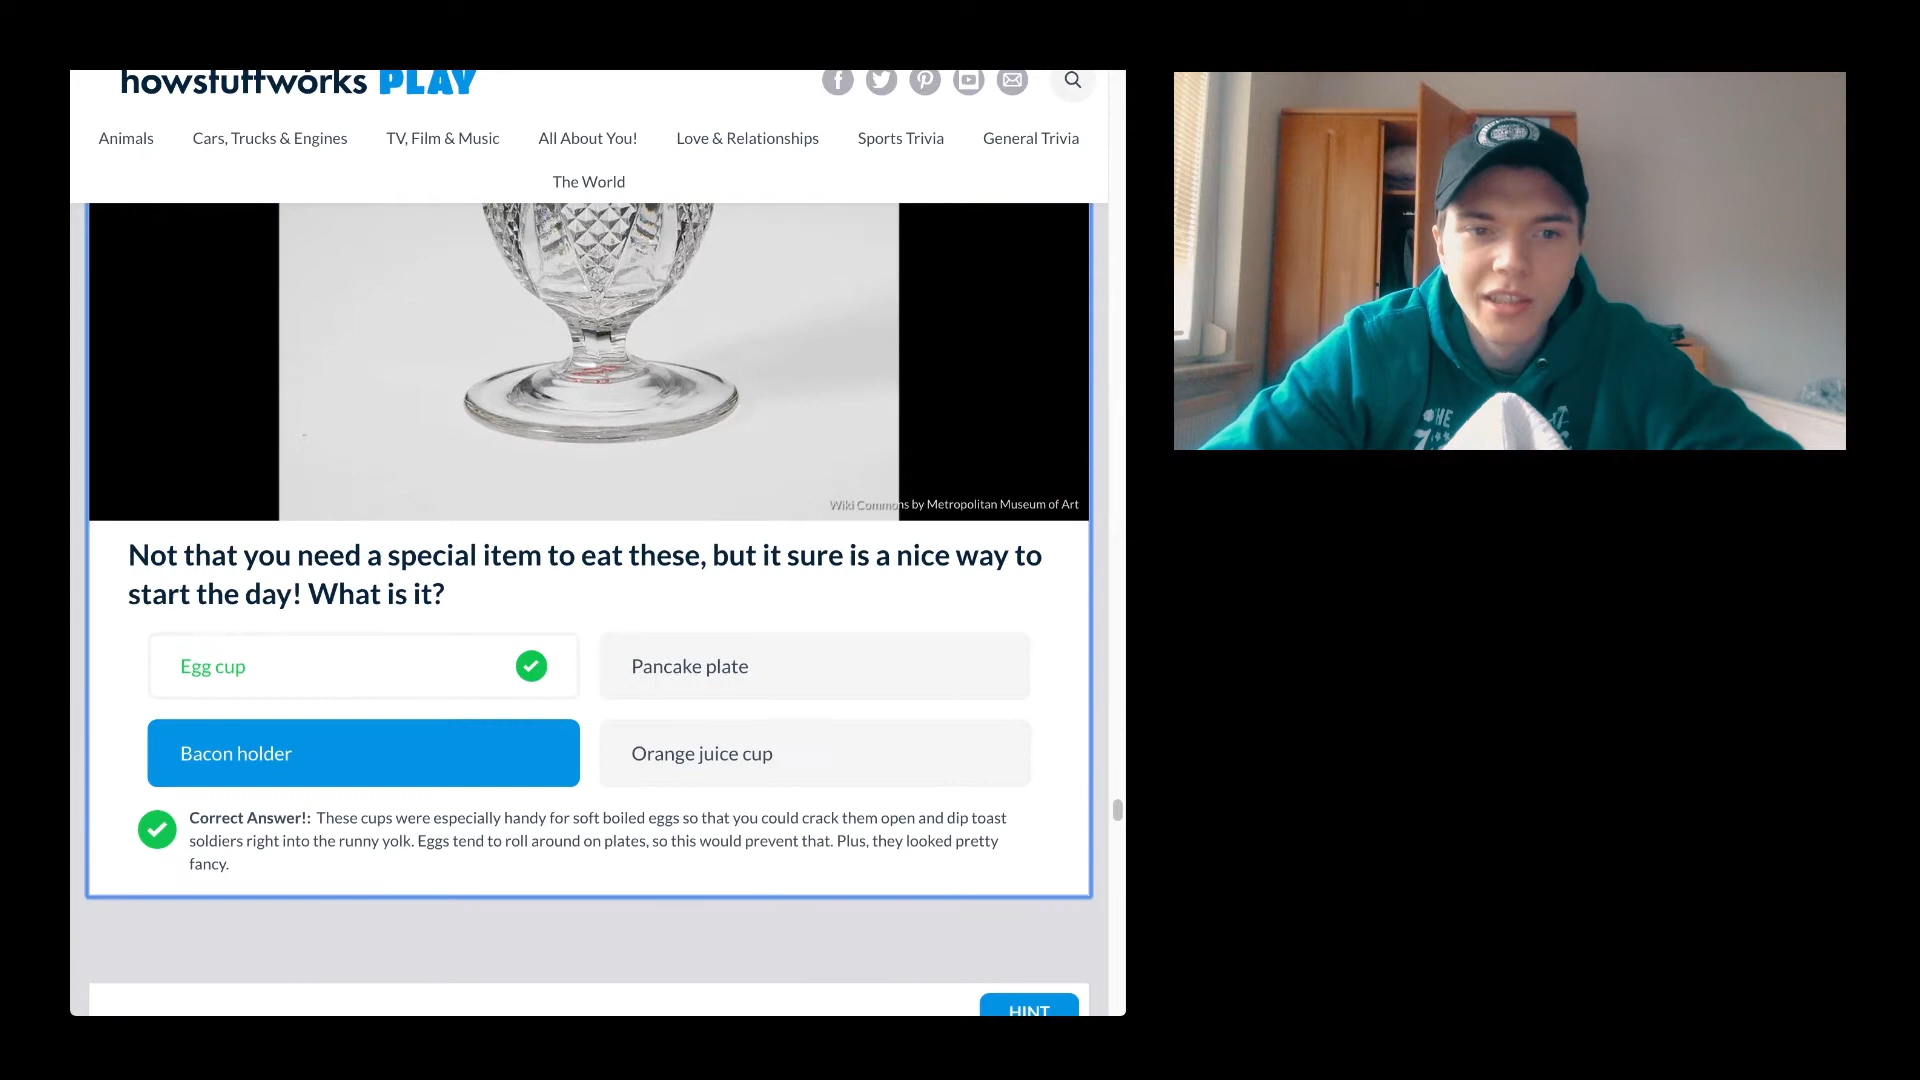 howstuffworks PLAY
Animals
Cars, Trucks & Engines
TV, Film & Music
All About You!
Love & Relationships
Sports Trivia
General Trivia
The World
Wiki Commons by Metropolitan Museum of Art
Not that you need a special item to eat these, but it sure is a nice way to
start the day! What is it?
Egg cup
Pancake plate
Bacon holder
Orange juice cup
Correct Answer!: These cups were especially handy for soft boiled eggs so that you could crack them open and dip toast
soldiers right into the runny yolk. Eggs tend to roll around on plates, so this would prevent that. Plus, they looked pretty
fancy.
HINT